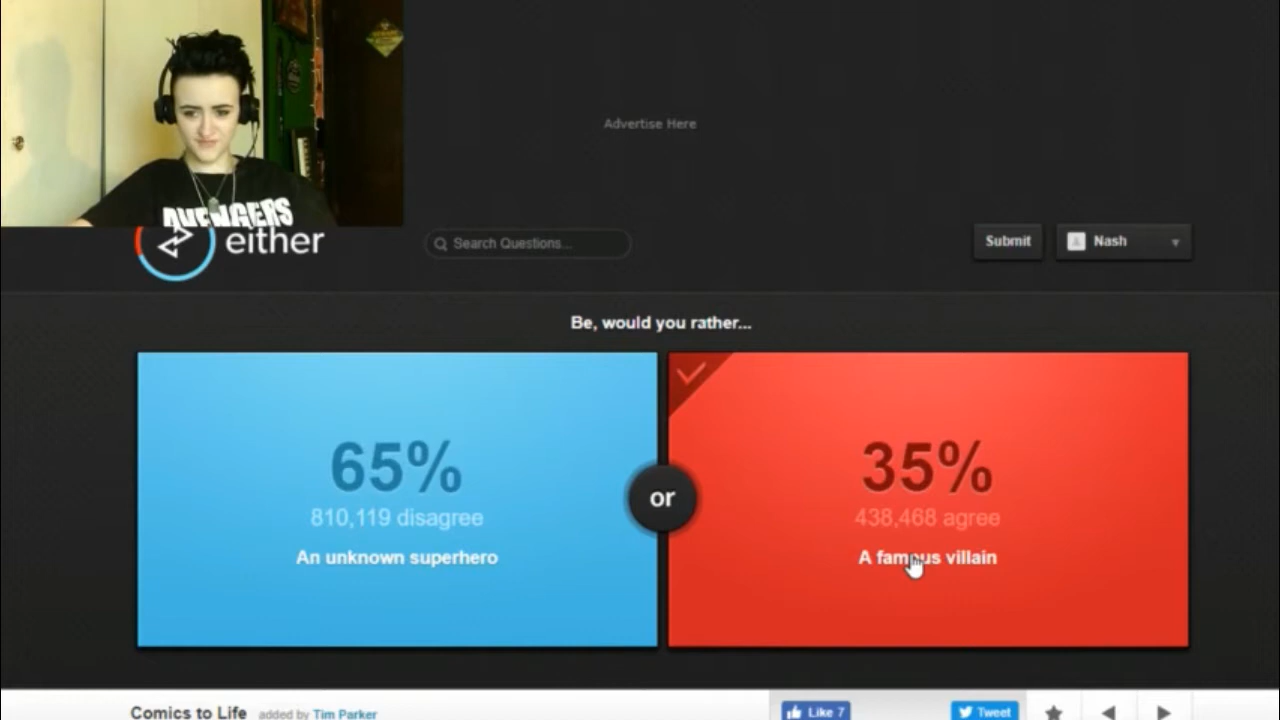 Advertise Here
AVENGERS
either
Search Questions...
Submit
Nash
Be, would you rather...
65%
810,119 disagree
An unknown superhero
or
35%
438,468 agree
A famous villain
Comics to Life added by Tim Parker
Like 7
Tweet